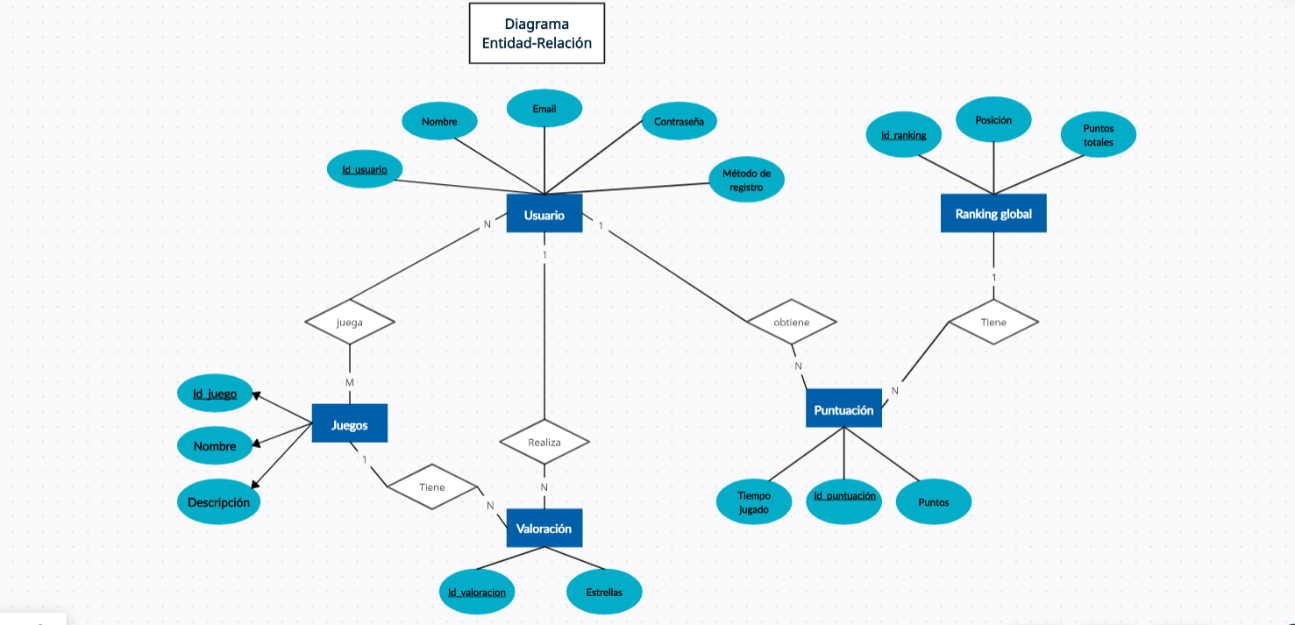 Diagrama
Entidad-Relación
Nombre
Email
Contraseña
Id_usuario
Método de
registro
Usuario
Id_ranking
Posición
Puntos
totales
Ranking global
N
1
1
1
juega
obtiene
Tiene
M
N
N
Id_juego
Nombre
Descripción
Juegos
Puntuación
1
Tiene
Realiza
N
N
Tiempo
jugado
Id_puntuación
Puntos
Valoración
Id_valoracion
Estrellas